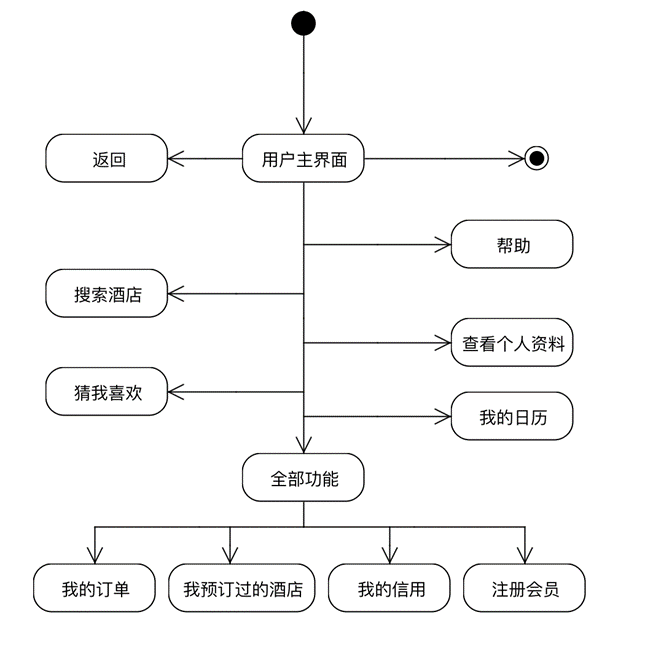 返回
用户主界面
帮助
搜索酒店
查看个人资料
猜我喜欢
我的日历
全部功能
我的订单
我预订过的酒店
我的信用
注册会员